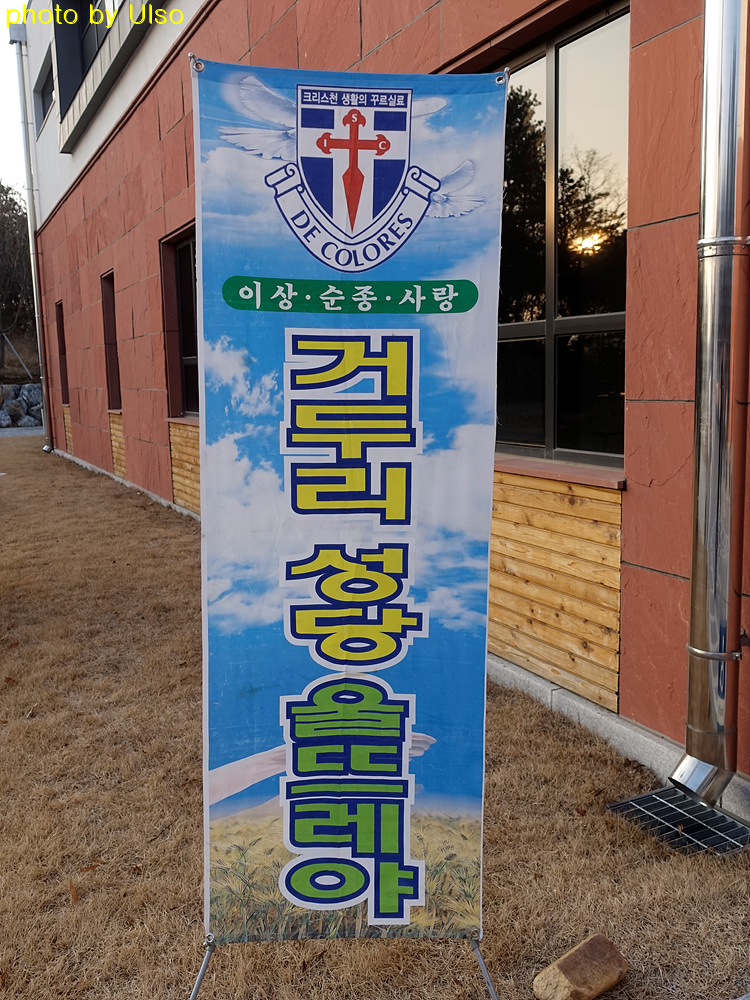 photo by Ulso
크리스천 생활의 꾸르실료
S
I C
DE COLORES
이상·순종·사랑
거두리 성당
울뜨레야